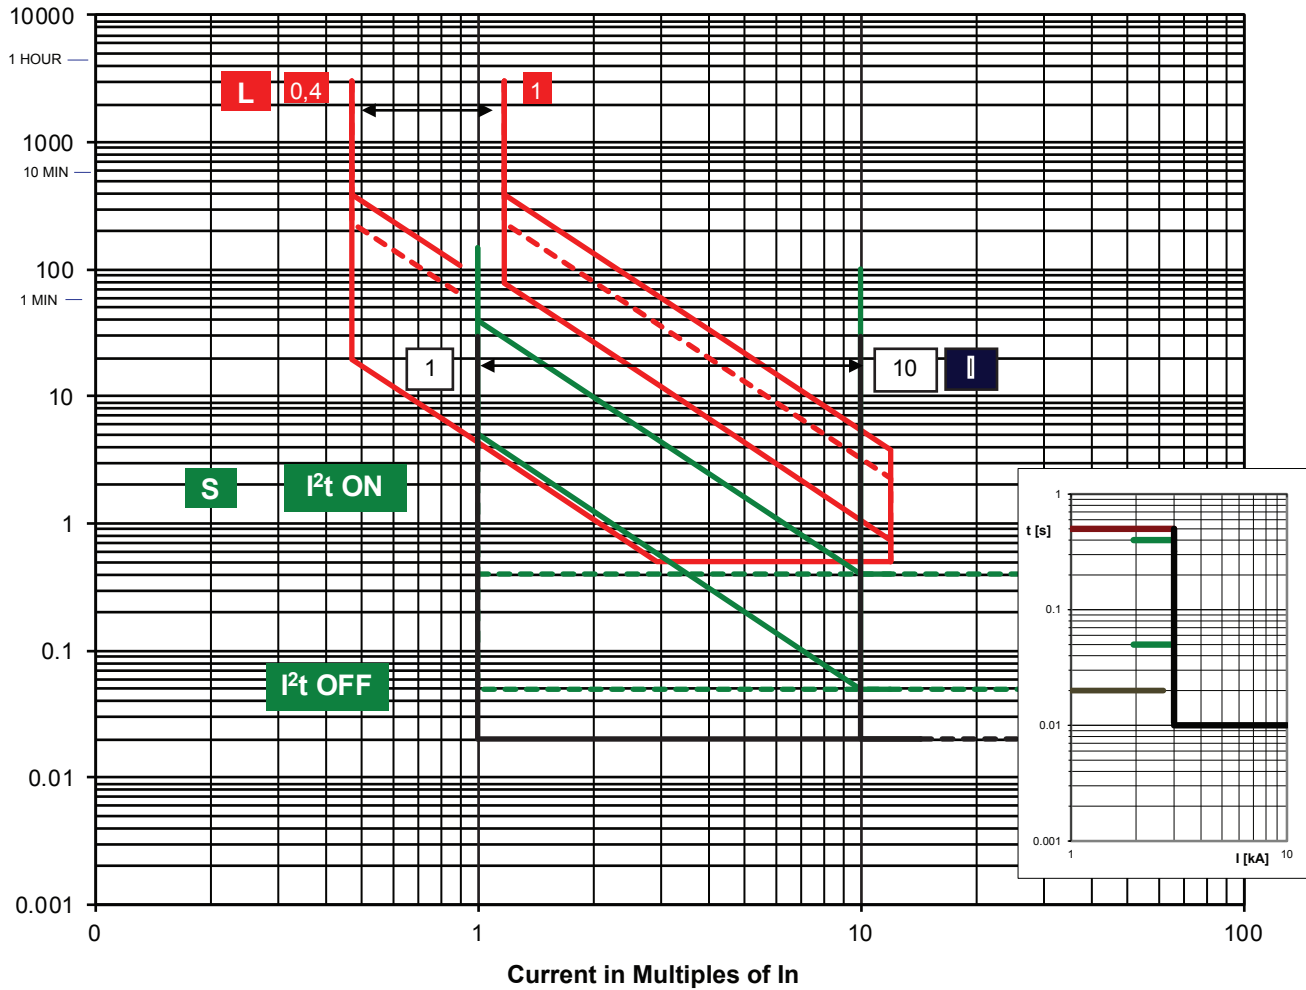 10000
1 HOUR
L 0,4 1
1000
10 MIN
100
1 MIN
1 10 I
10
S I²t ON
1
0.1
I²t OFF
0.01
0.001
0 1 10 100
Current in Multiples of In
1
t [s]
0.1
0.01
0.001
1 10
I [kA]